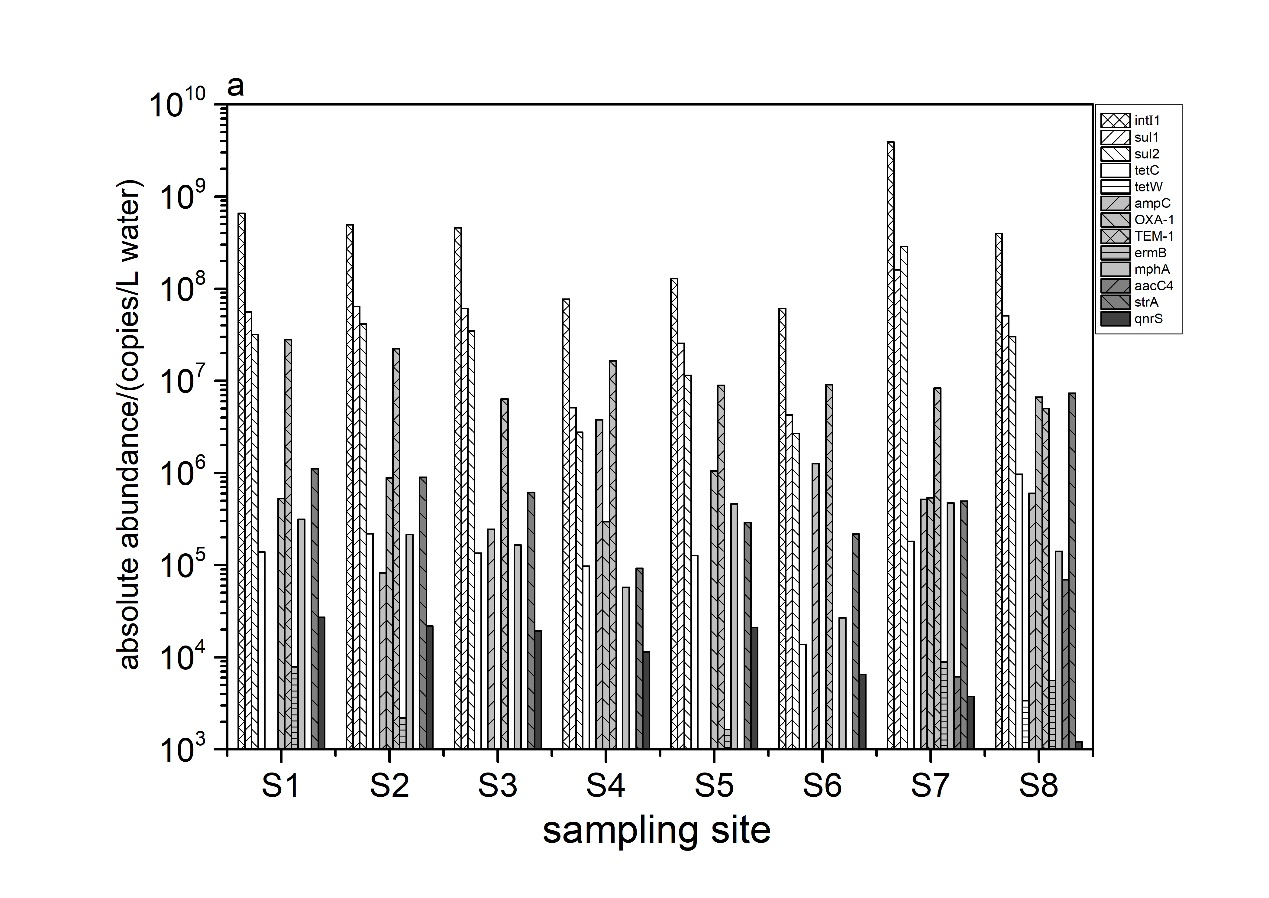 a
10^10
10^9
10^8
10^7
10^6
10^5
10^4
10^3
absolute abundance/(copies/L water)
S1 S2 S3 S4 S5 S6 S7 S8
sampling site
intI1
sul1
sul2
tetC
tetW
ampC
OXA-1
TEM-1
ermB
mphA
aacC4
strA
qnrS